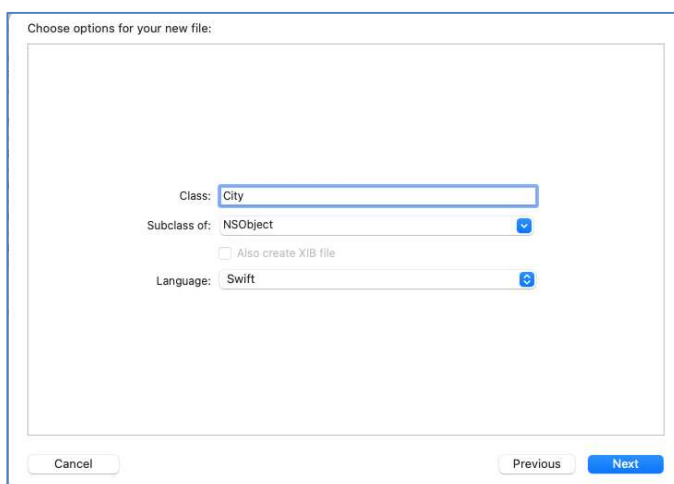 Choose options for your new file:
Class: City
Subclass of: NSObject
Also create XIB file
Language: Swift
Cancel Previous Next